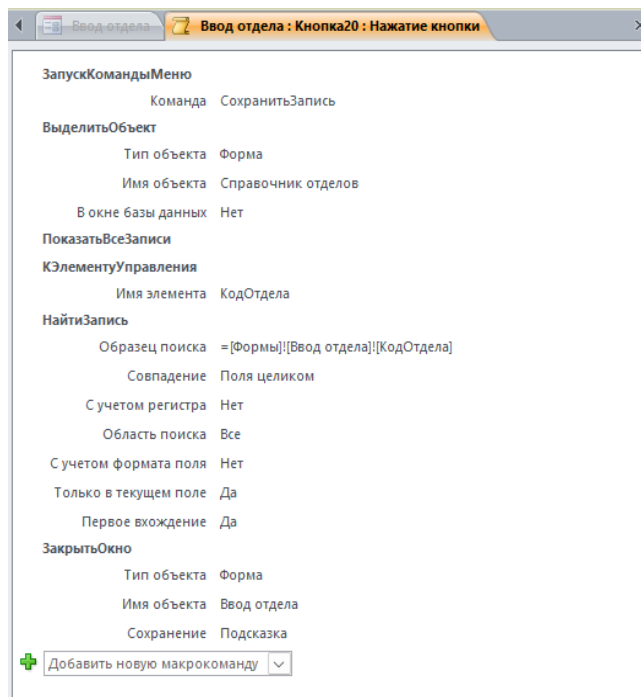 Ввод отдела
Ввод отдела : Кнопка20 : Нажатие кнопки
ЗапускКомандыМеню
Команда СохранитьЗапись
ВыделитьОбъект
Тип объекта Форма
Имя объекта Справочник отделов
В окне базы данных Нет
ПоказатьВсеЗаписи
КЭлементуУправления
Имя элемента КодОтдела
НайтиЗапись
Образец поиска =[Формы]![Ввод отдела]![КодОтдела]
Совпадение Поля целиком
С учетом регистра Нет
Область поиска Все
С учетом формата поля Нет
Только в текущем поле Да
Первое вхождение Да
ЗакрытьОкно
Тип объекта Форма
Имя объекта Ввод отдела
Сохранение Подсказка
Добавить новую макрокоманду